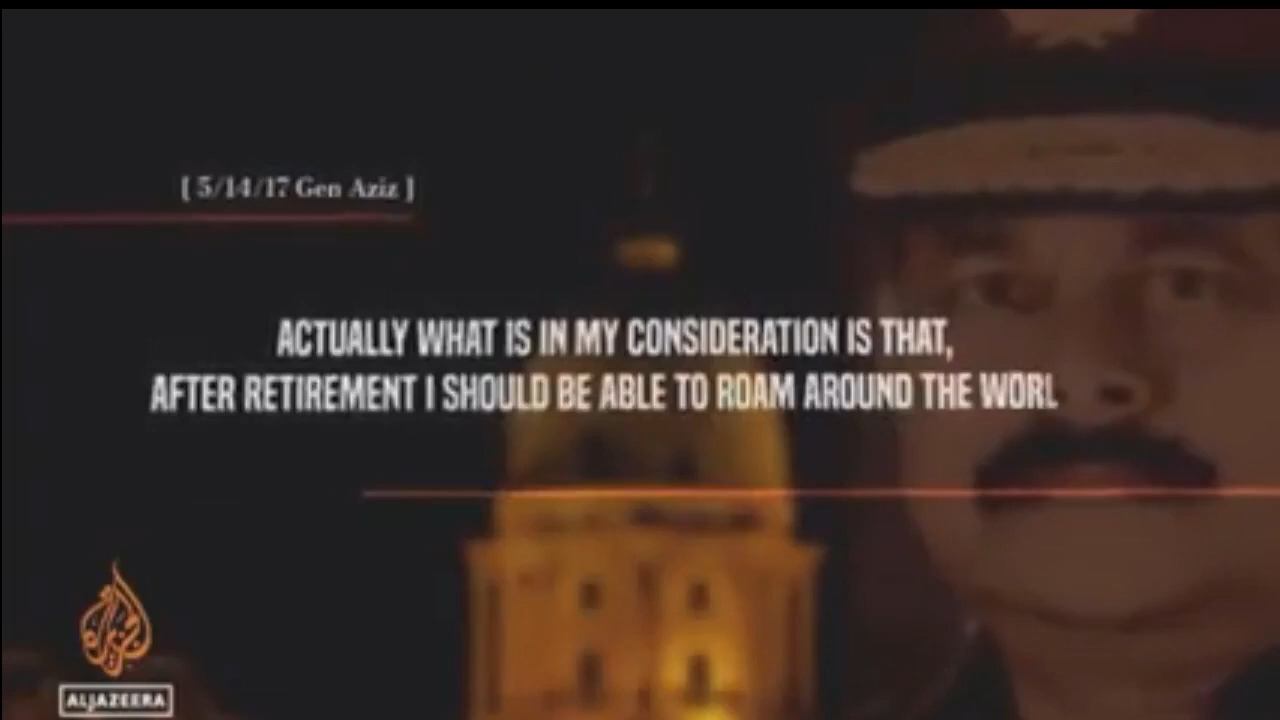 [ 5/14/17 Gen Aziz ]
ACTUALLY WHAT IS IN MY CONSIDERATION IS THAT,
AFTER RETIREMENT I SHOULD BE ABLE TO ROAM AROUND THE WORL
الجزيرة
ALJAZEERA